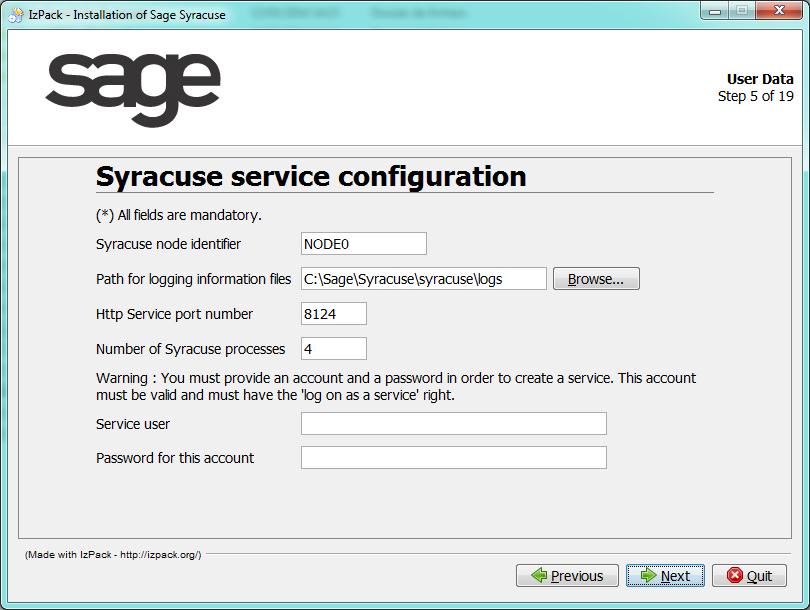 IzPack - Installation of Sage Syracuse
sage
User Data
Step 5 of 19
Syracuse service configuration
(*) All fields are mandatory.
Syracuse node identifier NODE0
Path for logging information files C:\Sage\Syracuse\syracuse\logs Browse...
Http Service port number 8124
Number of Syracuse processes 4
Warning : You must provide an account and a password in order to create a service. This account
must be valid and must have the 'log on as a service' right.
Service user
Password for this account
(Made with IzPack - http://izpack.org/)
Previous Next Quit